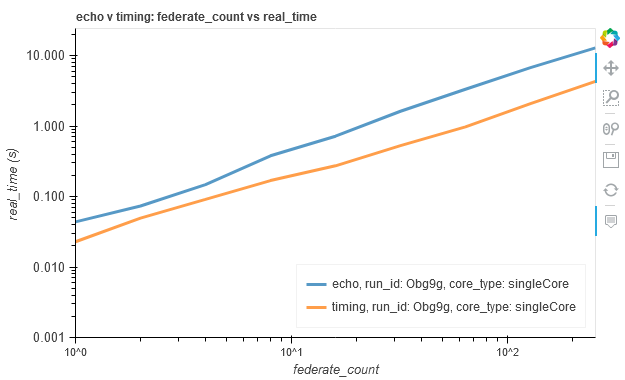 echo v timing: federate_count vs real_time
10.000
1.000
0.100
0.010
0.001
real_time (s)
10^0
10^1
10^2
federate_count
echo, run_id: Obg9g, core_type: singleCore
timing, run_id: Obg9g, core_type: singleCore